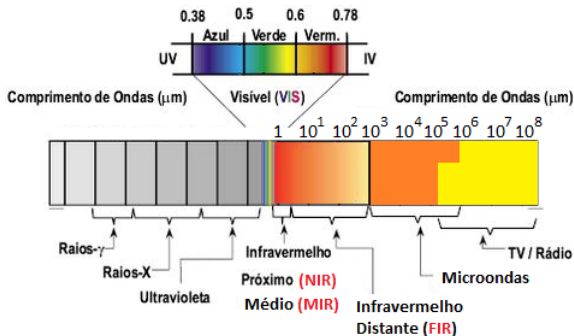 0.38 0.5 0.6 0.78
Azul Verde Verm.
UV IV
Comprimento de Ondas (µm) Visível (VIS) Comprimento de Ondas (µm)
1 10¹ 10² 10³ 10⁴ 10⁵ 10⁶ 10⁷ 10⁸
Raios-γ
Raios-X
Ultravioleta
Infravermelho
Próximo (NIR)
Médio (MIR)
Infravermelho
Distante (FIR)
Microondas
TV / Rádio